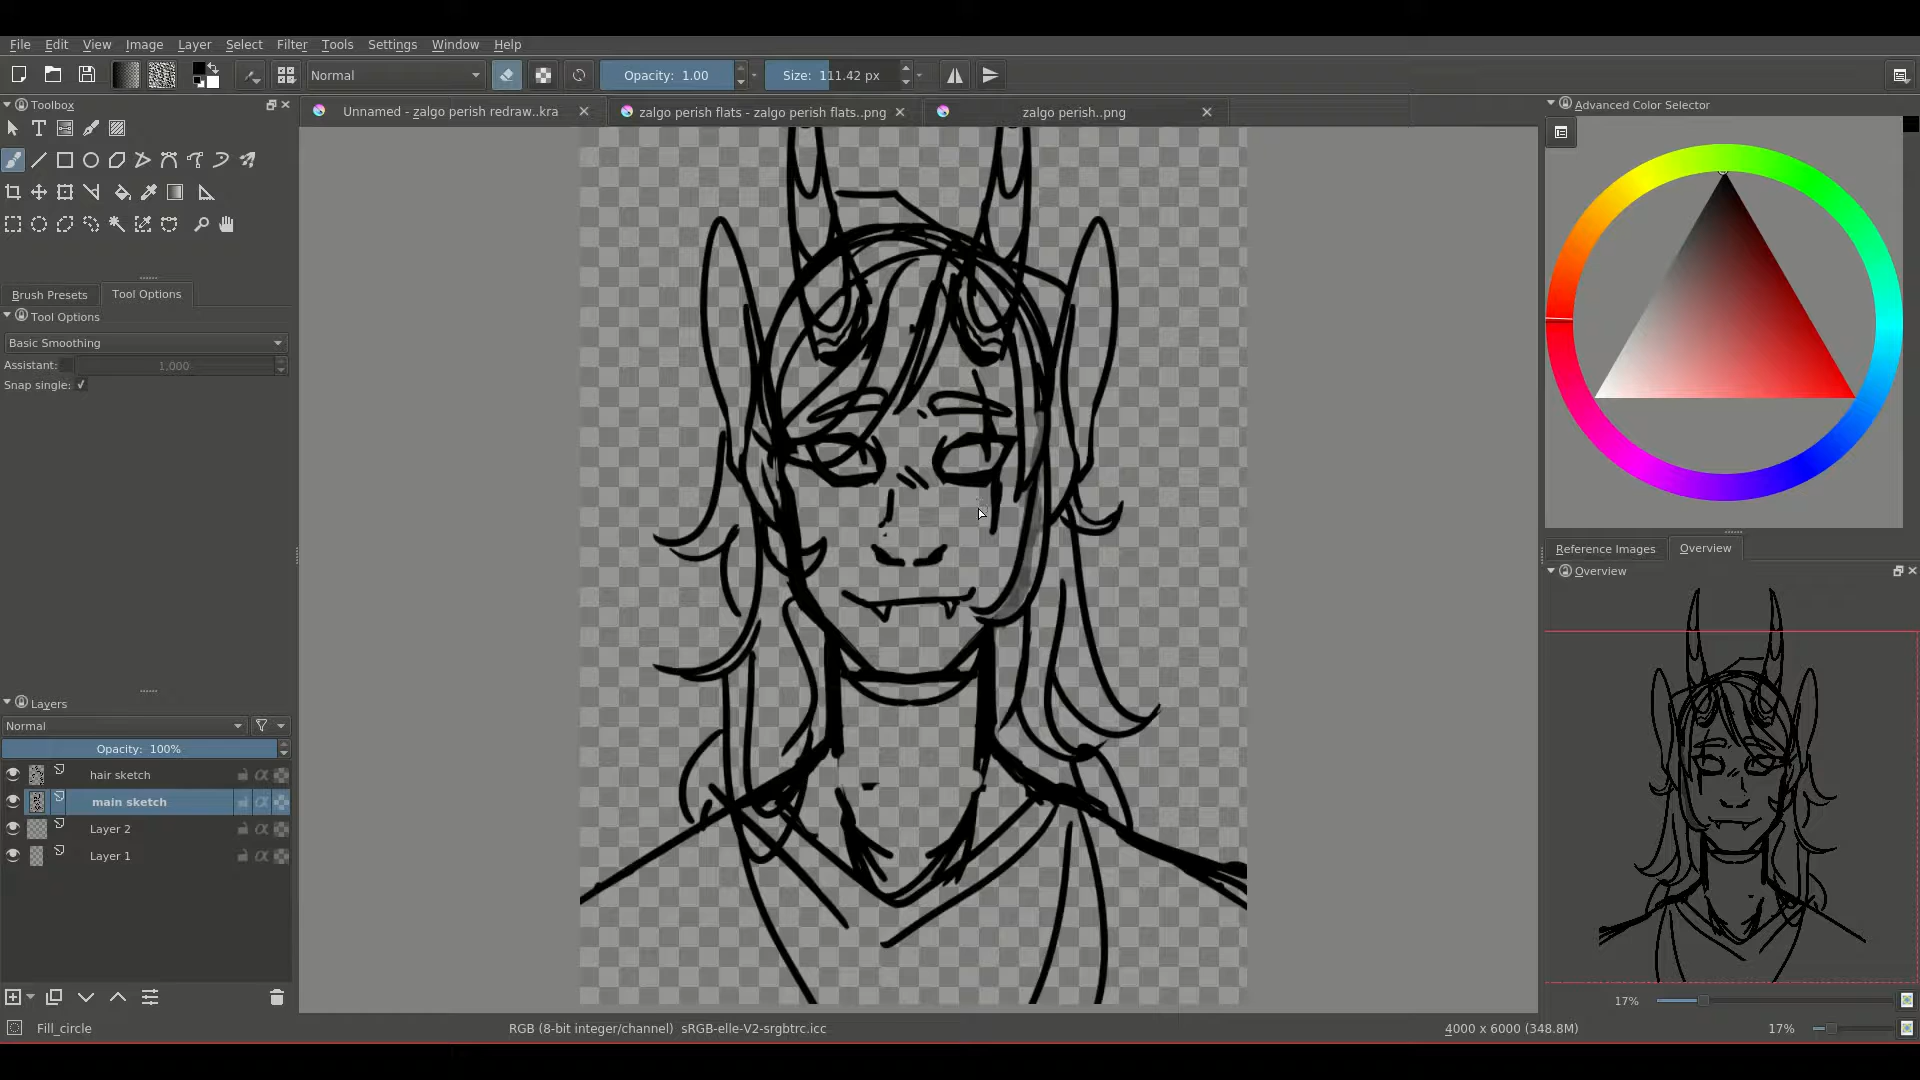 File Edit View Image Layer Select Filter Tools Settings Window Help
Normal Opacity: 1.00 Size: 111.42 px
Toolbox
Unnamed - zalgo perish redraw..kra
zalgo perish flats - zalgo perish flats..png
zalgo perish..png
Advanced Color Selector
Brush Presets Tool Options
Tool Options
Basic Smoothing
Assistant: 1,000
Snap single:
Reference Images Overview
Overview
Layers
Normal
Opacity: 100%
hair sketch
main sketch
Layer 2
Layer 1
17%
Fill_circle
RGB (8-bit integer/channel) sRGB-elle-V2-srgbtrc.icc
4000 x 6000 (348.8M)
17%